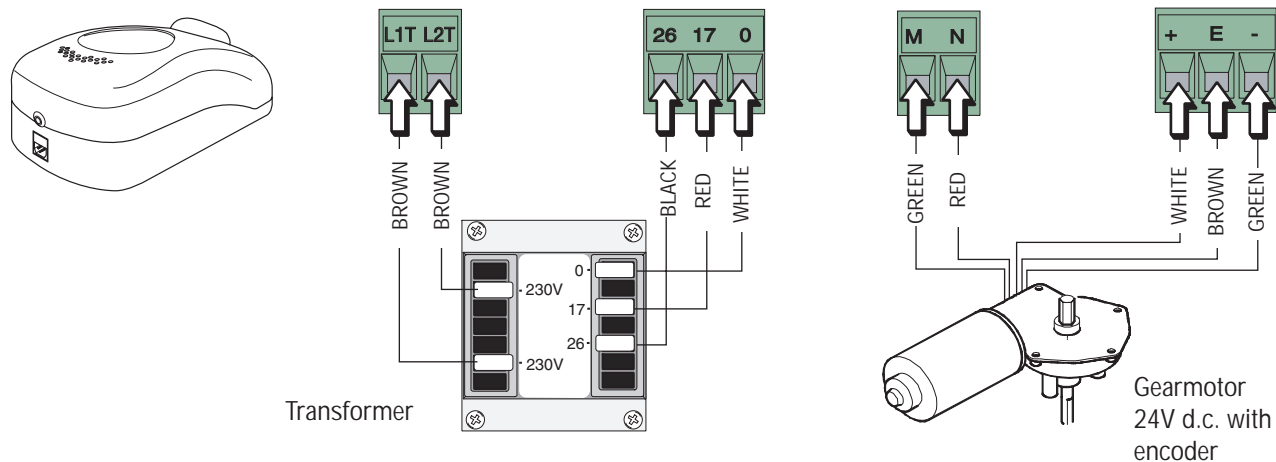 L1T L2T
26 17 0
M N
+ E -
BROWN
BROWN
BLACK
RED
WHITE
GREEN
RED
WHITE
BROWN
GREEN
0
230V
17
26
230V
Transformer
Gearmotor
24V d.c. with
encoder